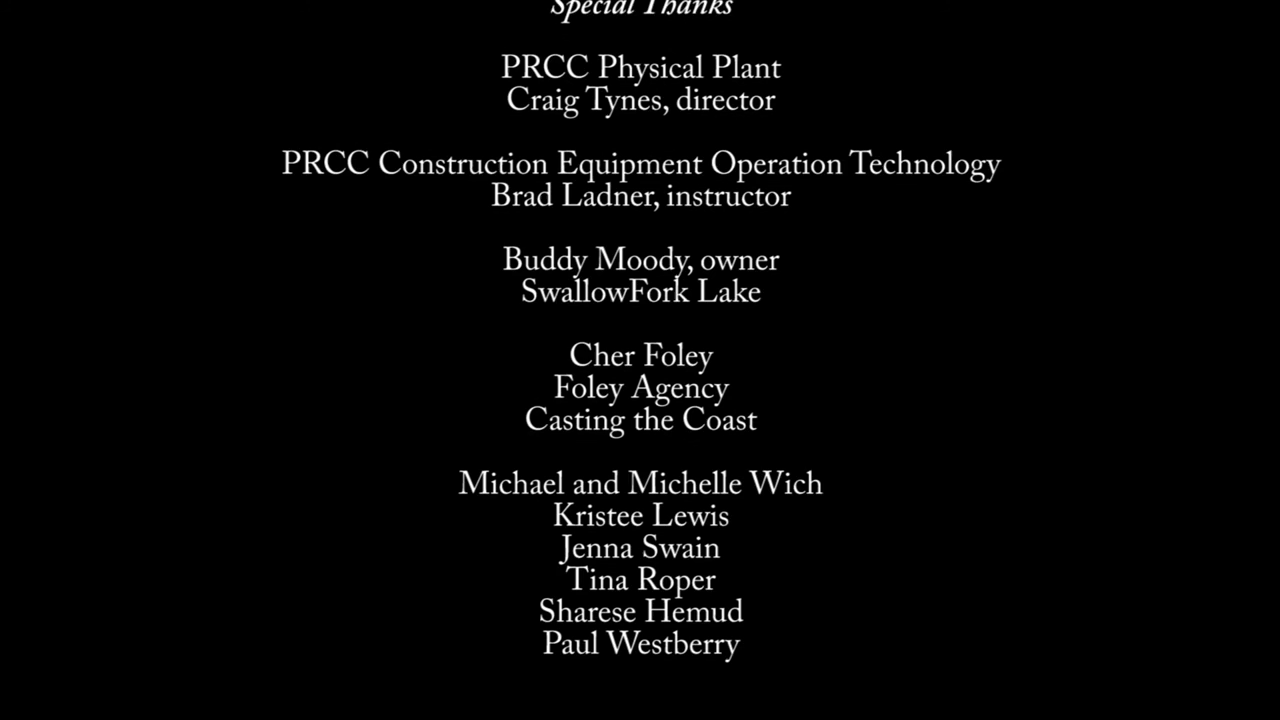 Special Thanks
PRCC Physical Plant
Craig Tynes, director
PRCC Construction Equipment Operation Technology
Brad Ladner, instructor
Buddy Moody, owner
SwallowFork Lake
Cher Foley
Foley Agency
Casting the Coast
Michael and Michelle Wich
Kristee Lewis
Jenna Swain
Tina Roper
Sharese Hemud
Paul Westberry